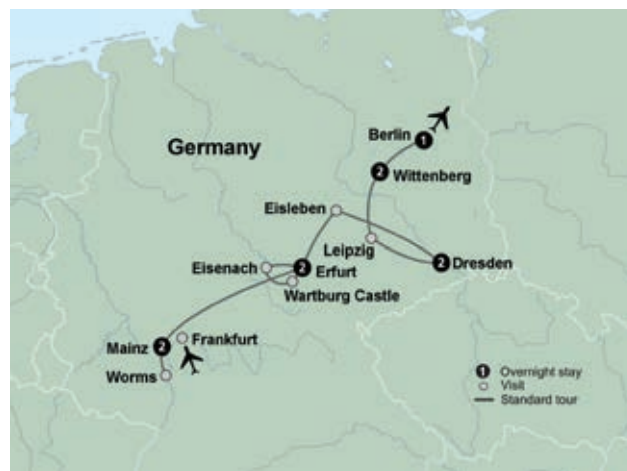 Berlin
1
Germany
2
Wittenberg
Eisleben
Leipzig
Eisenach
2
Erfurt
2
Dresden
Wartburg Castle
Frankfurt
Mainz
2
Worms
1
Overnight stay
Visit
Standard tour